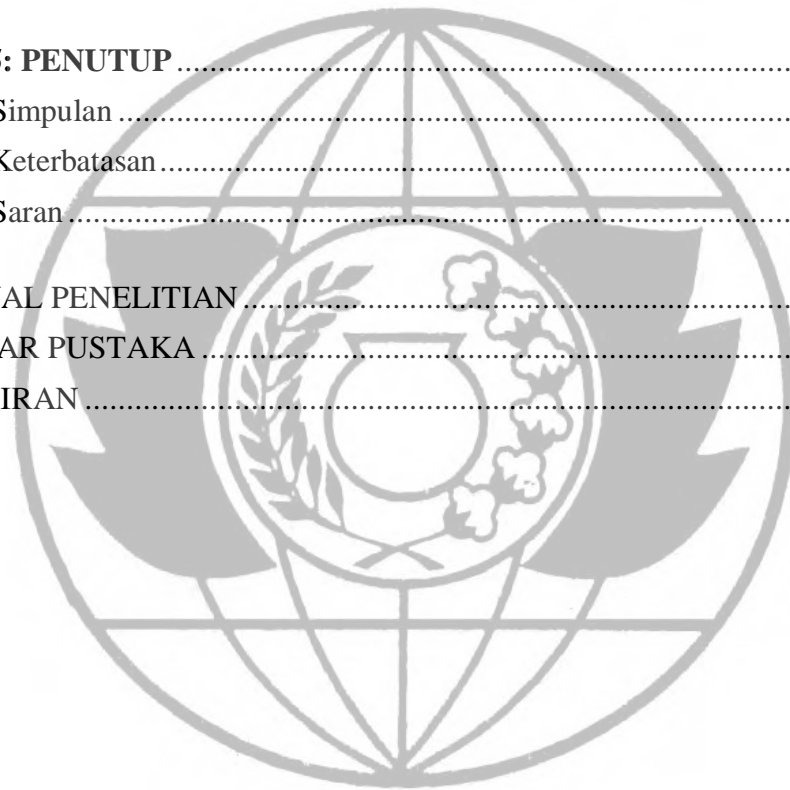 : PENUTUP ................................................................
Simpulan ................................................................
Keterbatasan ................................................................
Saran ................................................................
AL PENELITIAN ................................................................
AR PUSTAKA ................................................................
IRAN ................................................................